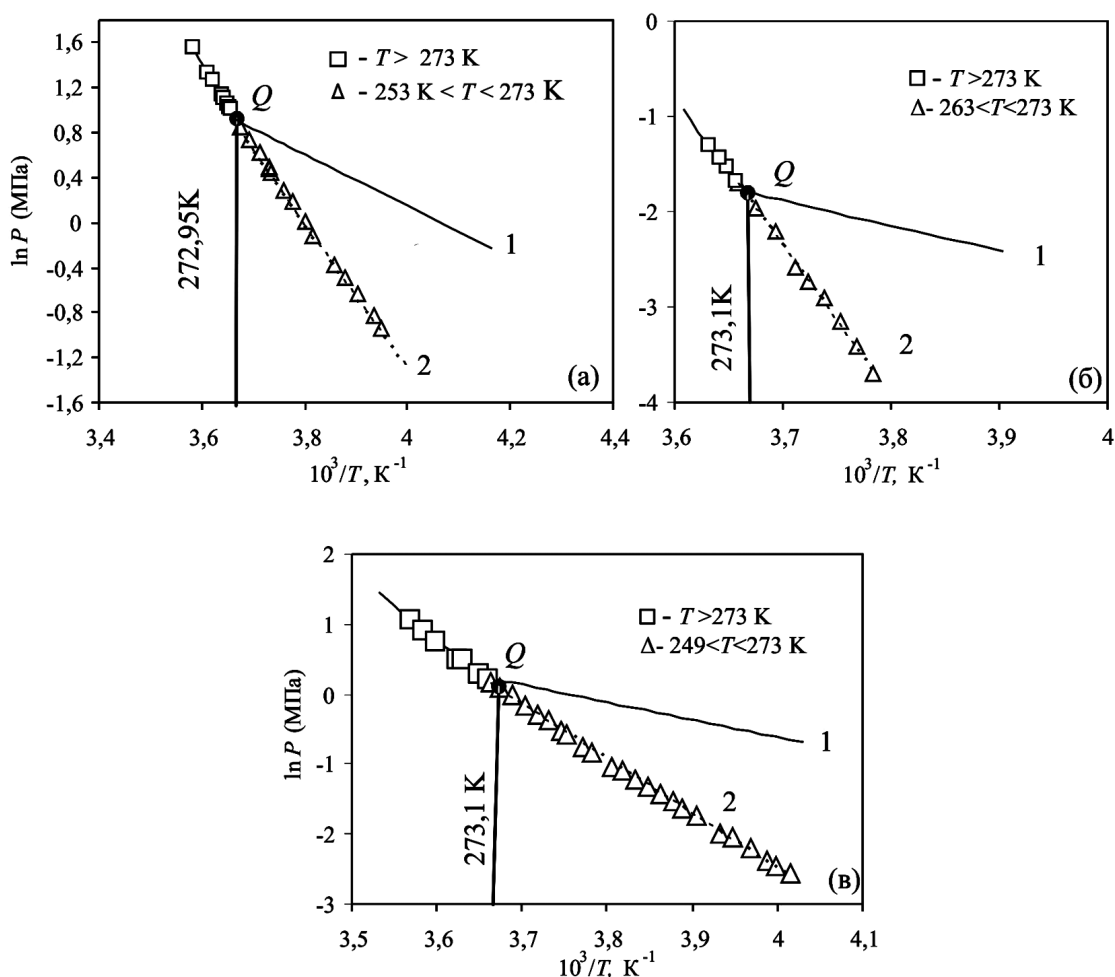 1,6
1,2
0,9
0,4
0
-0,4
-0,8
-1,2
-1,6
ln P (МПа)
□ - T > 273 K
△ - 253 K < T < 273 K
Q
272,95K
1
2
(а)
3,4 3,6 3,8 4 4,2 4,4
10³/T, К⁻¹
0
-1
-2
-3
-4
□ - T >273 K
Δ- 263<T<273 K
Q
273,1K
1
2
(б)
3,6 3,7 3,8 3,9 4
10³/T, К⁻¹
2
1
0
-1
-2
-3
ln P (МПа)
□ - T >273 K
Δ- 249<T<273 K
Q
273,1 K
1
2
(в)
3,5 3,6 3,7 3,8 3,9 4 4,1
10³/T, К⁻¹